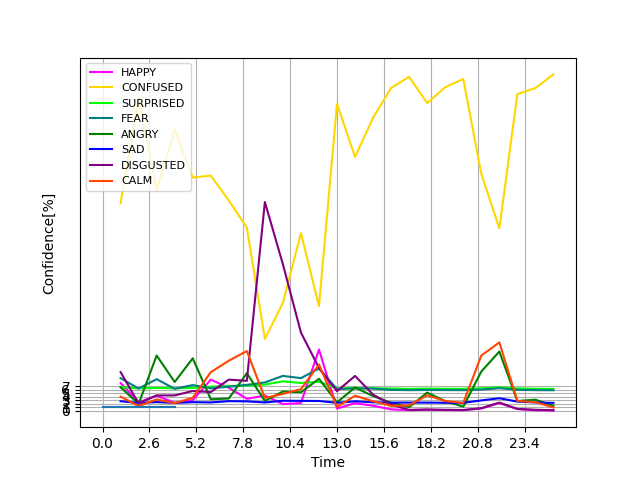 HAPPY
CONFUSED
SURPRISED
FEAR
ANGRY
SAD
DISGUSTED
CALM
Confidence[%]
0.0 2.6 5.2 7.8 10.4 13.0 15.6 18.2 20.8 23.4
Time